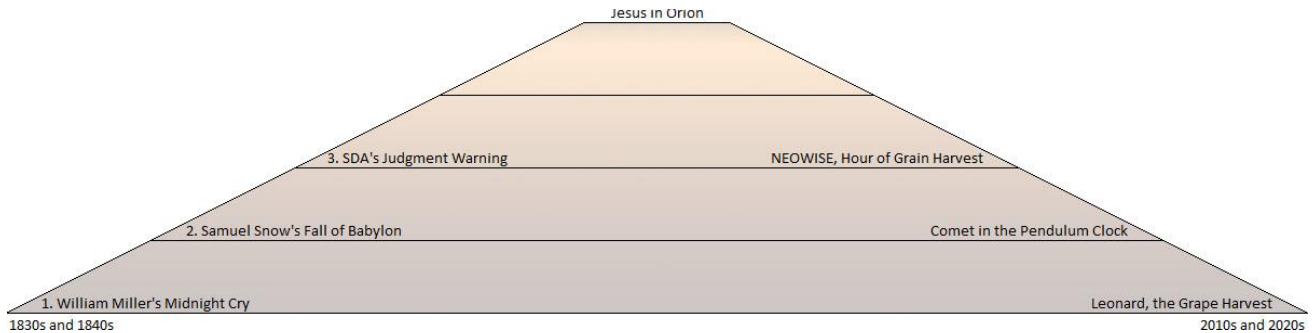 Jesus in Orion
3. SDA's Judgment Warning NEOWISE, Hour of Grain Harvest
2. Samuel Snow's Fall of Babylon Comet in the Pendulum Clock
1. William Miller's Midnight Cry Leonard, the Grape Harvest
1830s and 1840s 2010s and 2020s